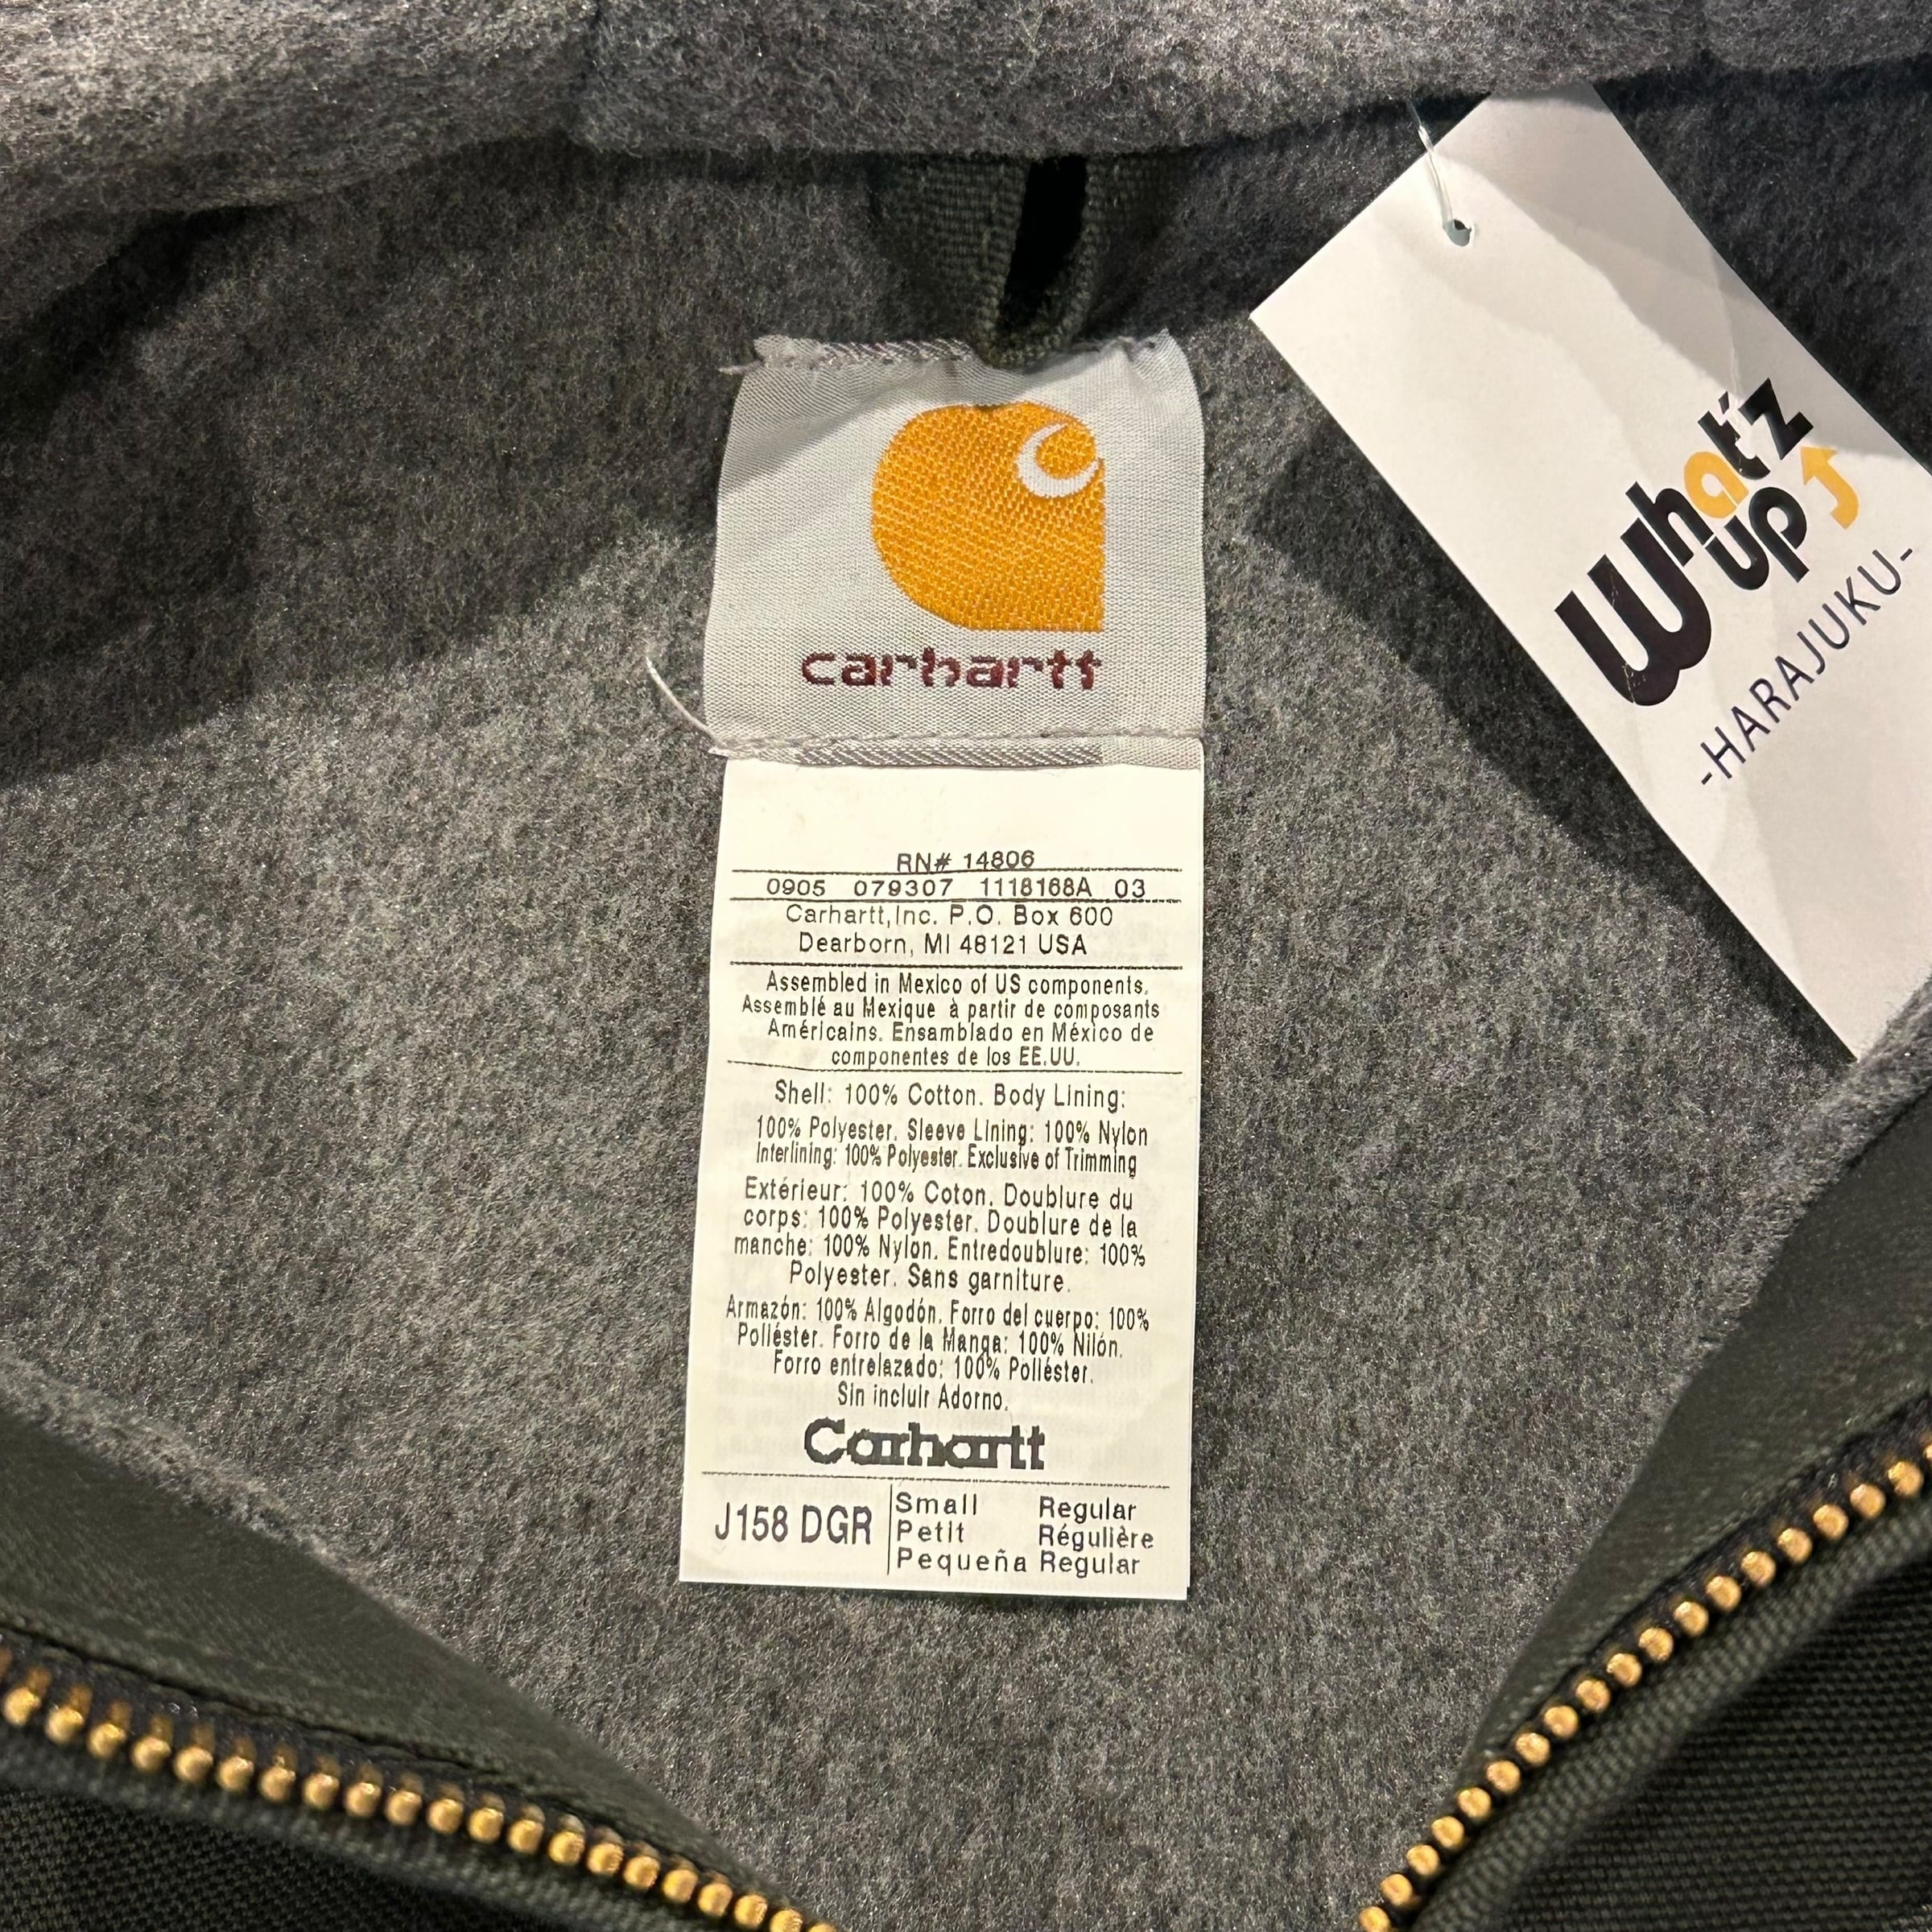 carhartt
RN# 14806
0905 079307 1118168A 03
Carhartt,Inc. P.O. Box 600
Dearborn, MI 48121 USA
Assembled in Mexico of US components.
Assemblé au Mexique à partir de composants
Américains. Ensamblado en México de
componentes de los EE.UU.
Shell: 100% Cotton. Body Lining:
100% Polyester. Sleeve Lining: 100% Nylon
Interlining: 100% Polyester. Exclusive of Trimming
Extérieur: 100% Coton. Doublure du
corps: 100% Polyester. Doublure de la
manche: 100% Nylon. Entredoublure: 100%
Polyester. Sans garniture.
Armazón: 100% Algodón. Forro del cuerpo: 100%
Poliéster. Forro de la Manga: 100% Nilón.
Forro entrelazado: 100% Poliéster.
Sin incluir Adorno.
Carhartt
J158 DGR
Small Regular
Petit Régulière
Pequeña Regular
What'z
up
-HARAJUKU-